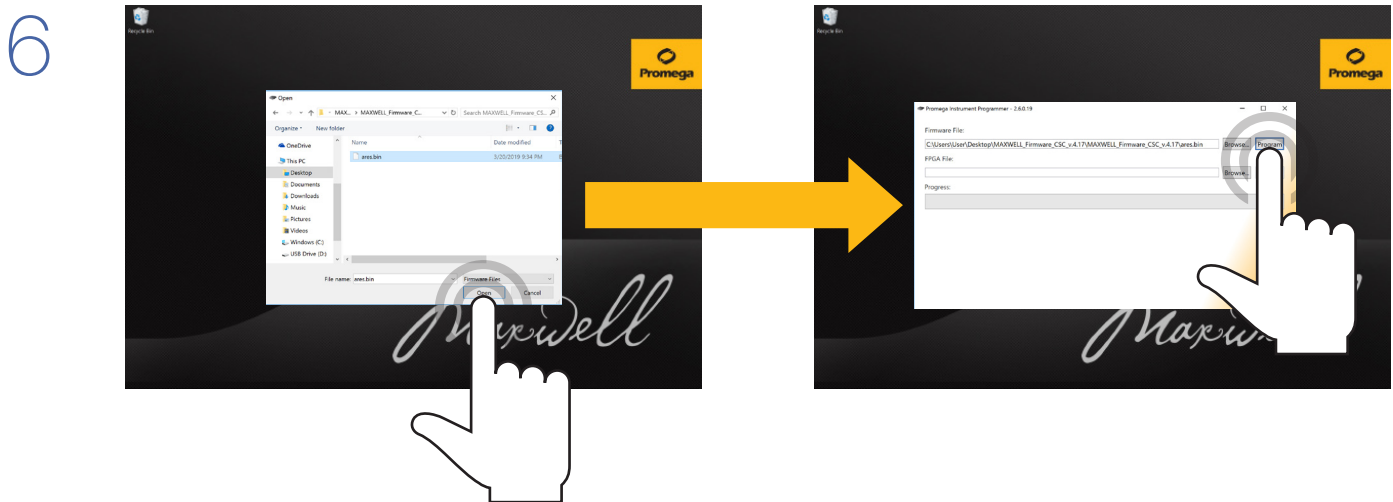 6
Recycle Bin
Promega
Open
MAX... > MAXWELL_Firmware_C...
Search MAXWELL_Firmware_CS...
Organize
New folder
Name
Date modified
OneDrive
This PC
Desktop
Documents
Downloads
Music
Pictures
Videos
Windows (C:)
USB Drive (D:)
ares.bin
3/20/2019 9:34 PM
File name:
ares.bin
Firmware Files
Open
Cancel
Maxwell
Recycle Bin
Promega
Promega Instrument Programmer - 2.6.0.19
Firmware File:
C:\Users\User\Desktop\MAXWELL_Firmware_CSC_v.4.17\MAXWELL_Firmware_CSC_v.4.17\ares.bin
Browse...
Program
FPGA File:
Browse...
Progress: